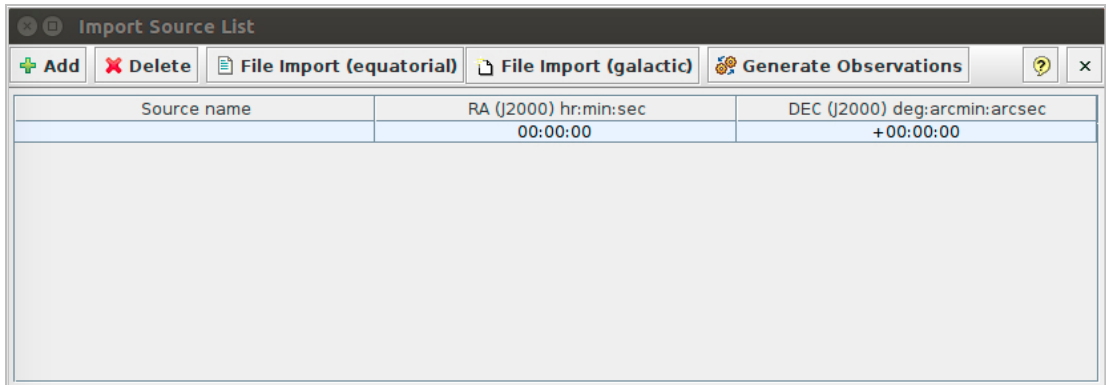 Import Source List
Add Delete File Import (equatorial) File Import (galactic) Generate Observations ? ×
Source name RA (J2000) hr:min:sec DEC (J2000) deg:arcmin:arcsec
00:00:00 +00:00:00